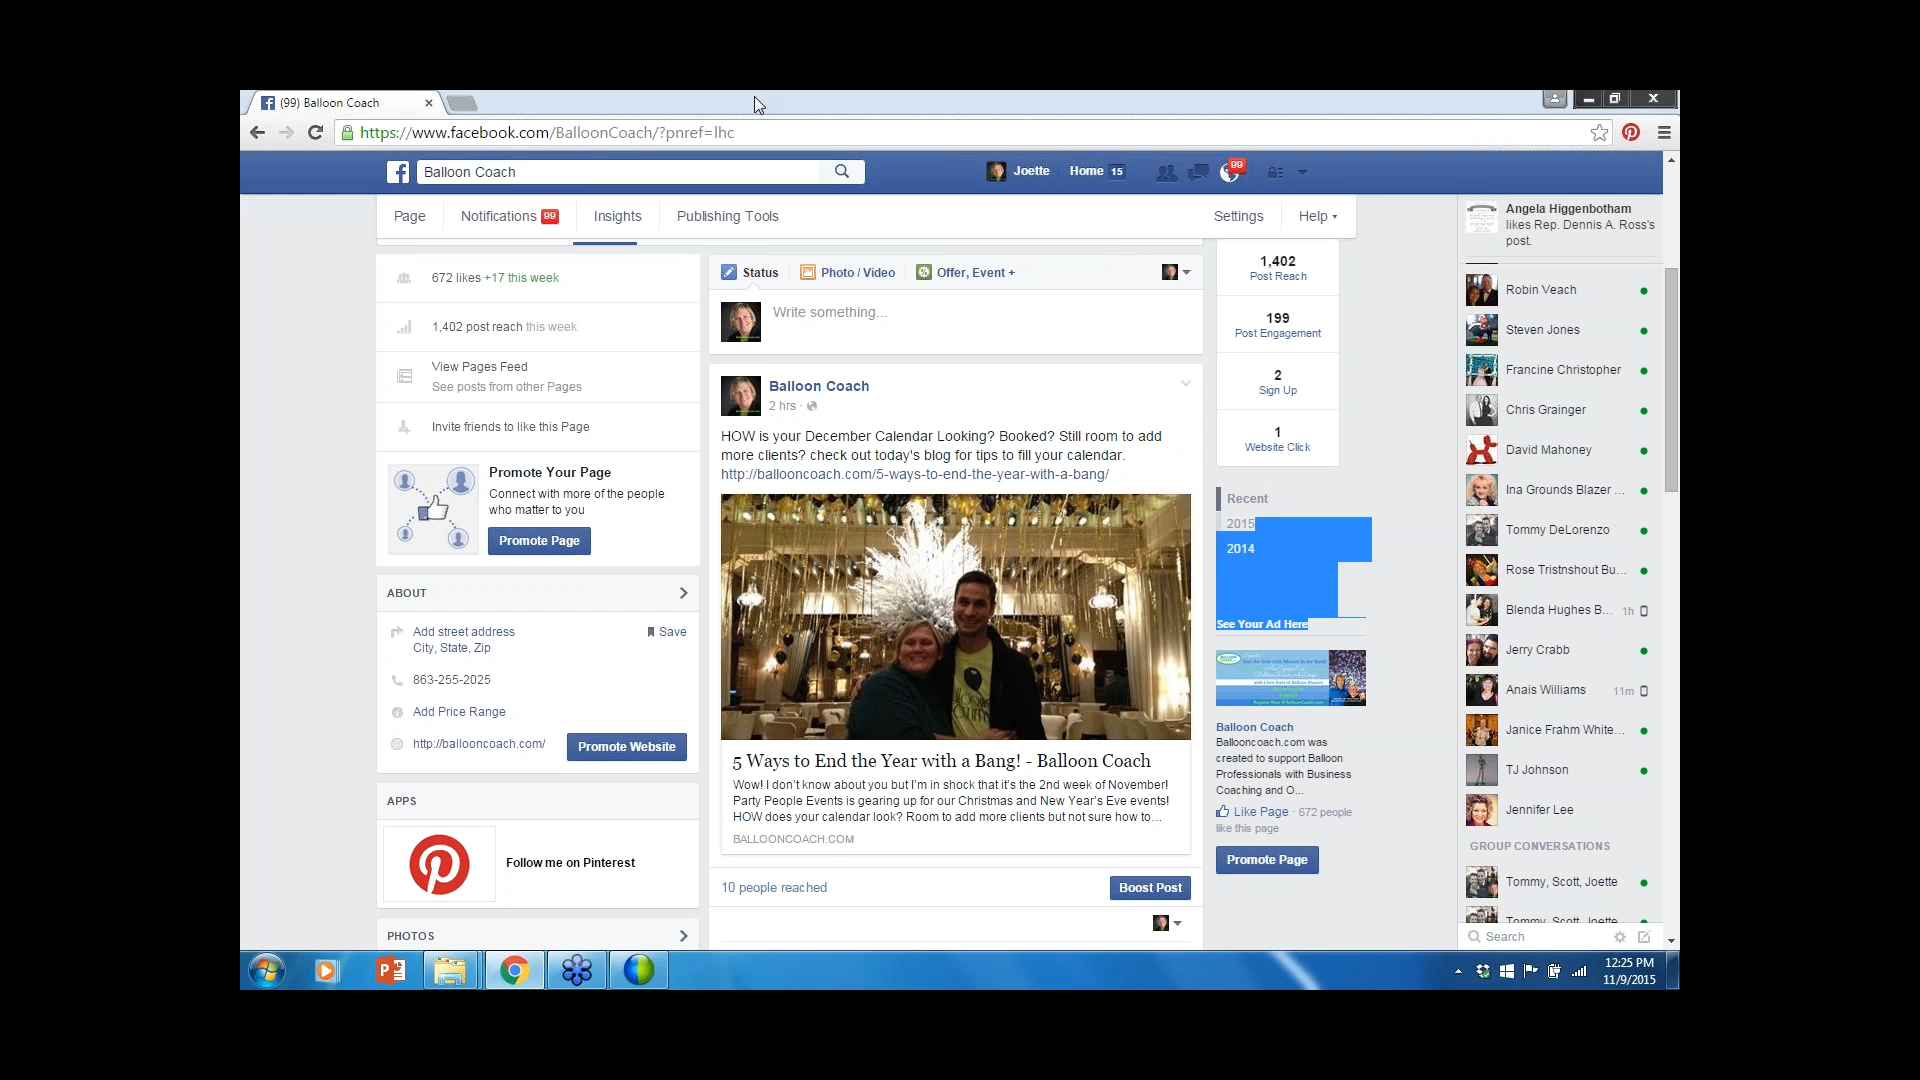 (99) Balloon Coach
https://www.facebook.com/BalloonCoach/?pnref=lhc
Balloon Coach
Joette
Home 15
99
Page
Notifications 99
Insights
Publishing Tools
Settings
Help
672 likes +17 this week
1,402 post reach this week
View Pages Feed
See posts from other Pages
Invite friends to like this Page
Promote Your Page
Connect with more of the people
who matter to you
Promote Page
ABOUT
Add street address
City, State, Zip
Save
863-255-2025
Add Price Range
http://ballooncoach.com/
Promote Website
APPS
Follow me on Pinterest
PHOTOS
Status
Photo / Video
Offer, Event +
Write something...
Balloon Coach
2 hrs
HOW is your December Calendar Looking? Booked? Still room to add
more clients? check out today's blog for tips to fill your calendar.
http://ballooncoach.com/5-ways-to-end-the-year-with-a-bang/
5 Ways to End the Year with a Bang! - Balloon Coach
Wow! I don't know about you but I'm in shock that it's the 2nd week of November!
Party People Events is gearing up for our Christmas and New Year's Eve events!
HOW does your calendar look? Room to add more clients but not sure how to...
BALLOONCOACH.COM
10 people reached
Boost Post
1,402
Post Reach
199
Post Engagement
2
Sign Up
1
Website Click
Recent
2015
2014
See Your Ad Here
End the Year with Money in the Bank!
Balloon Coach
Ballooncoach.com was
created to support Balloon
Professionals with Business
Coaching and O...
Like Page · 672 people
like this page
Promote Page
Angela Higgenbotham
likes Rep. Dennis A. Ross's
post.
Robin Veach
Steven Jones
Francine Christopher
Chris Grainger
David Mahoney
Ina Grounds Blazer ...
Tommy DeLorenzo
Rose Tristnshout Bu...
Blenda Hughes B... 1h
Jerry Crabb
Anais Williams 11m
Janice Frahm White...
TJ Johnson
Jennifer Lee
GROUP CONVERSATIONS
Tommy, Scott, Joette
Tommy, Scott, Joette
Search
12:25 PM
11/9/2015